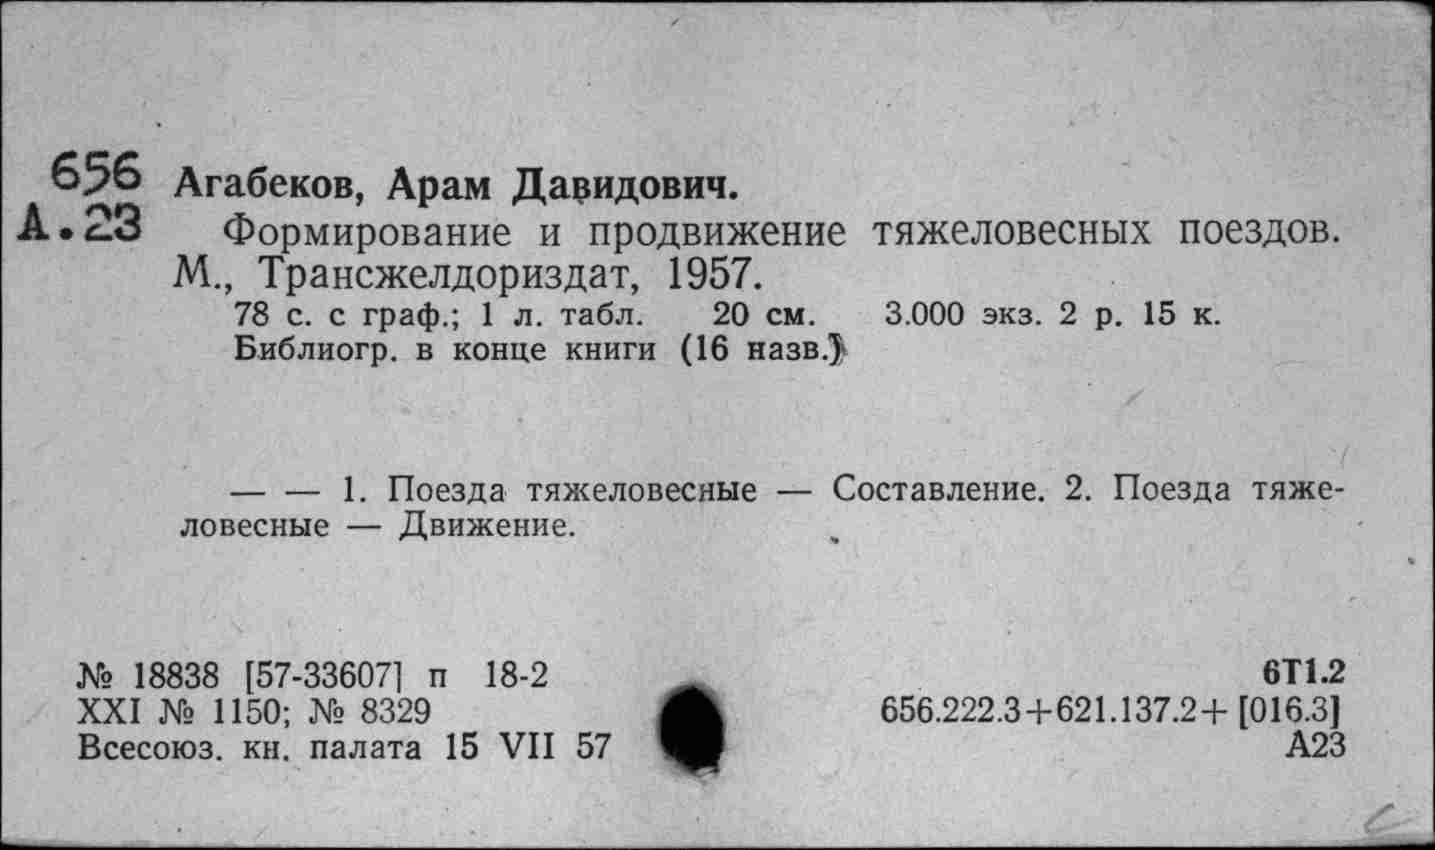 656 Агабеков, Арам Давидович.
А.23 Формирование и продвижение тяжеловесных поездов.
М., Трансжелдориздат, 1957.
78 с. с граф.; 1 л. табл. 20 см. 3.000 экз. 2 р. 15 к.
Библиогр. в конце книги (16 назв.)
— — 1. Поезда тяжеловесные — Составление. 2. Поезда тяже-
ловесные — Движение.
№ 18838 [57-33607] п 18-2 6Т1.2
XXI № 1150; № 8329 656.222.3+621.137.2+ [016.3]
Всесоюз. кн. палата 15 VII 57 А23